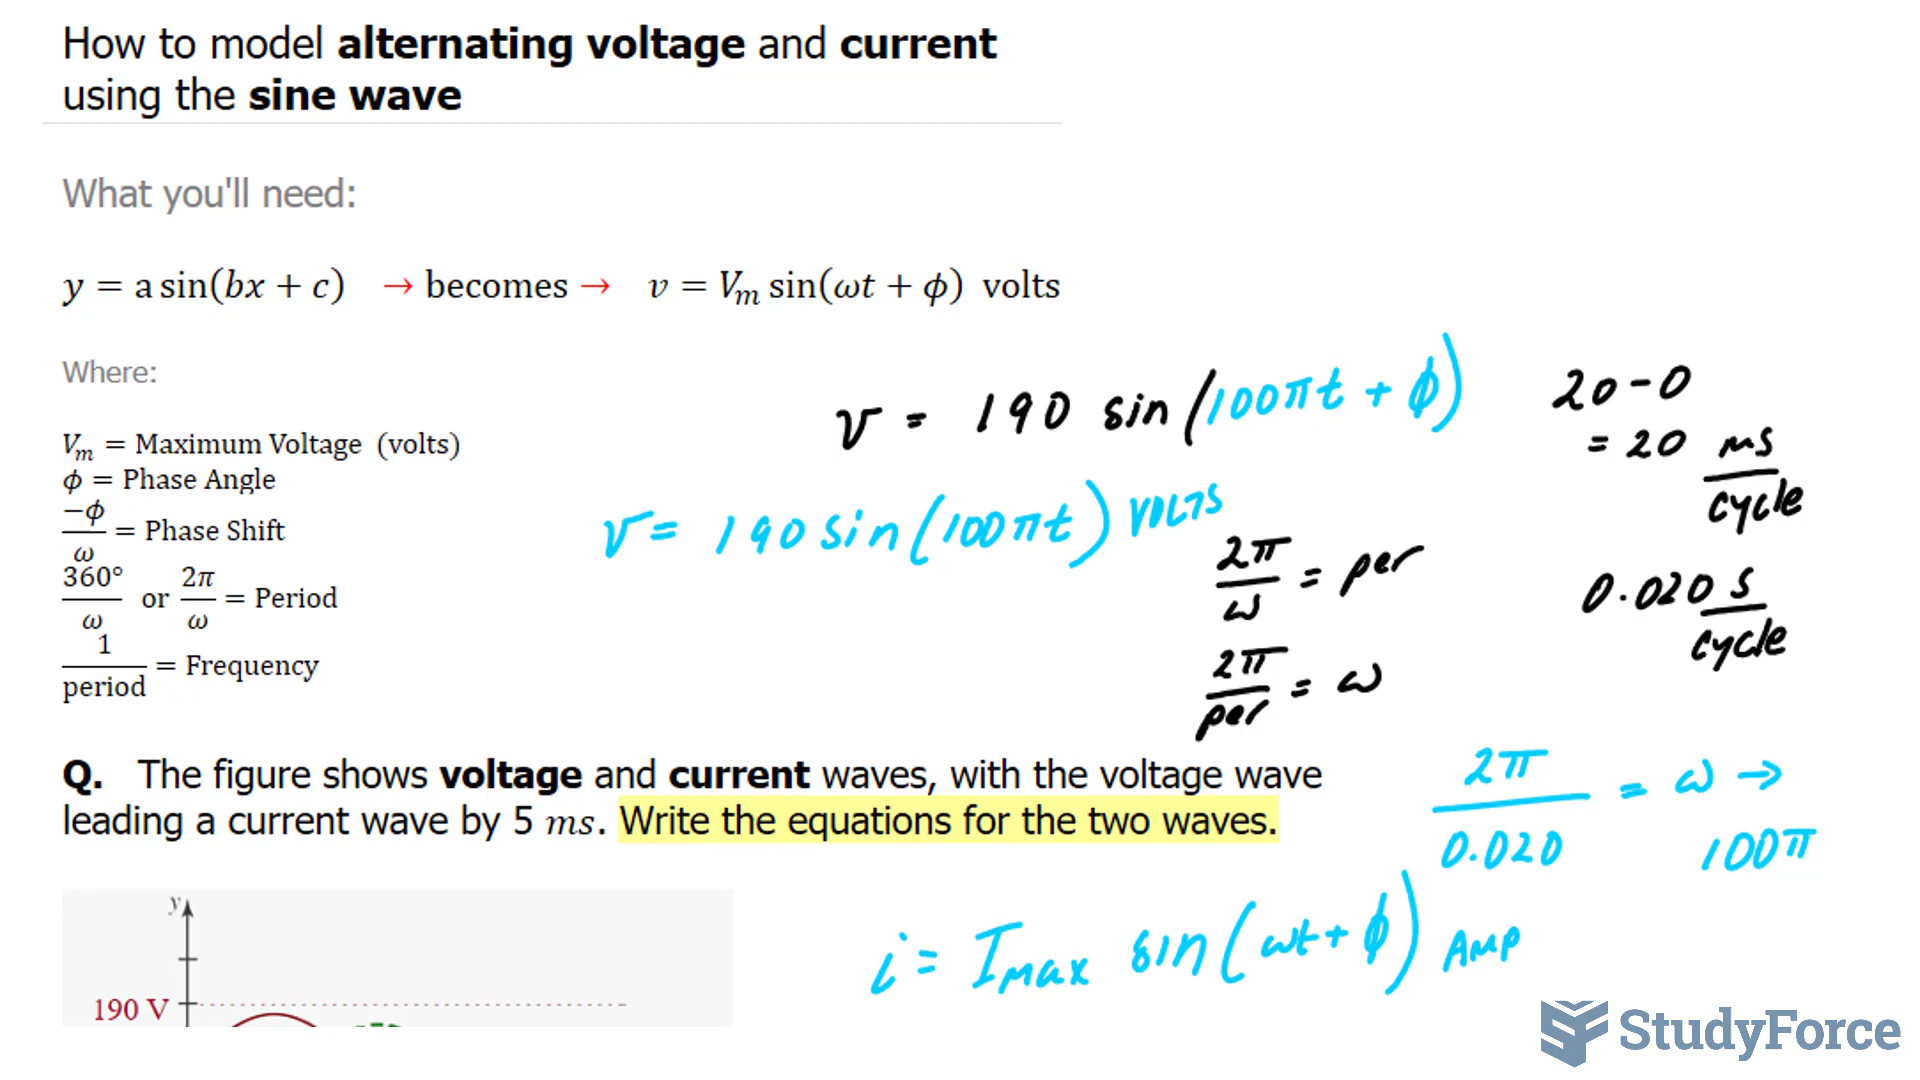 How to model alternating voltage and current
using the sine wave
What you'll need:
y = a sin(bx + c) → becomes → v = Vₘ sin(ωt + ϕ) volts
Where:
Vₘ = Maximum Voltage (volts)
ϕ = Phase Angle
−ϕ/ω = Phase Shift
360°/ω or 2π/ω = Period
1/period = Frequency
v = 190 sin(100πt + ϕ)
v = 190 sin(100πt) VOLTS
2π/ω = per
2π/per = ω
20-0
= 20 ms/cycle
0.020 s/cycle
Q. The figure shows voltage and current waves, with the voltage wave
leading a current wave by 5 ms. Write the equations for the two waves.
2π/0.020 = ω →
100π
i = Imax sin(ωt + ϕ) AMP
y
190 V
StudyForce